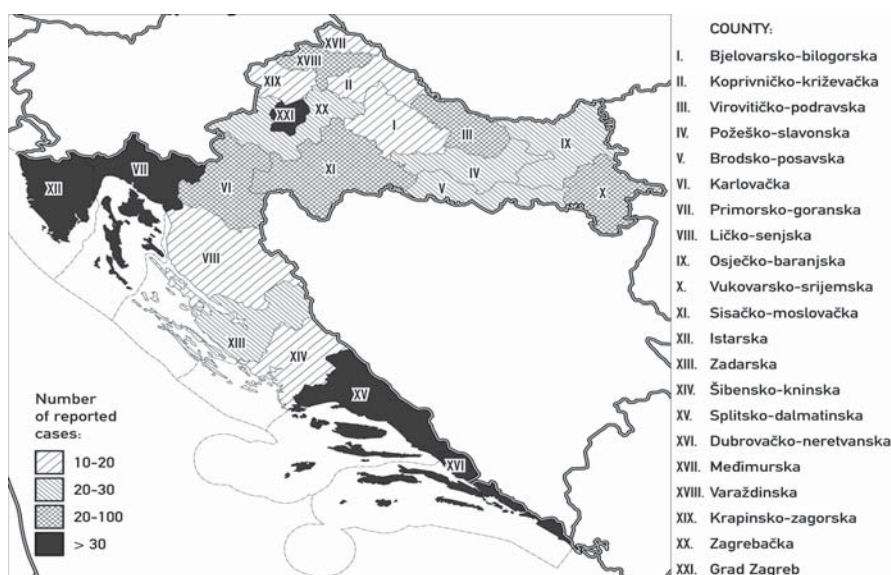 XVII
XVIII
XIX
II
XXI
XX
I
III
IX
VII
XII
VI
XI
IV
V
X
VIII
XIII
XIV
XV
XVI
Number
of reported
cases:
10-20
20-30
20-100
> 30
COUNTY:
I. Bjelovarsko-bilogorska
II. Koprivničko-križevačka
III. Virovitičko-podravska
IV. Požeško-slavonska
V. Brodsko-posavska
VI. Karlovačka
VII. Primorsko-goranska
VIII. Ličko-senjska
IX. Osječko-baranjska
X. Vukovarsko-srijemska
XI. Sisačko-moslovačka
XII. Istarska
XIII. Zadarska
XIV. Šibensko-kninska
XV. Splitsko-dalmatinska
XVI. Dubrovačko-neretvanska
XVII. Međimurska
XVIII. Varaždinska
XIX. Krapinsko-zagorska
XX. Zagrebačka
XXI. Grad Zagreb